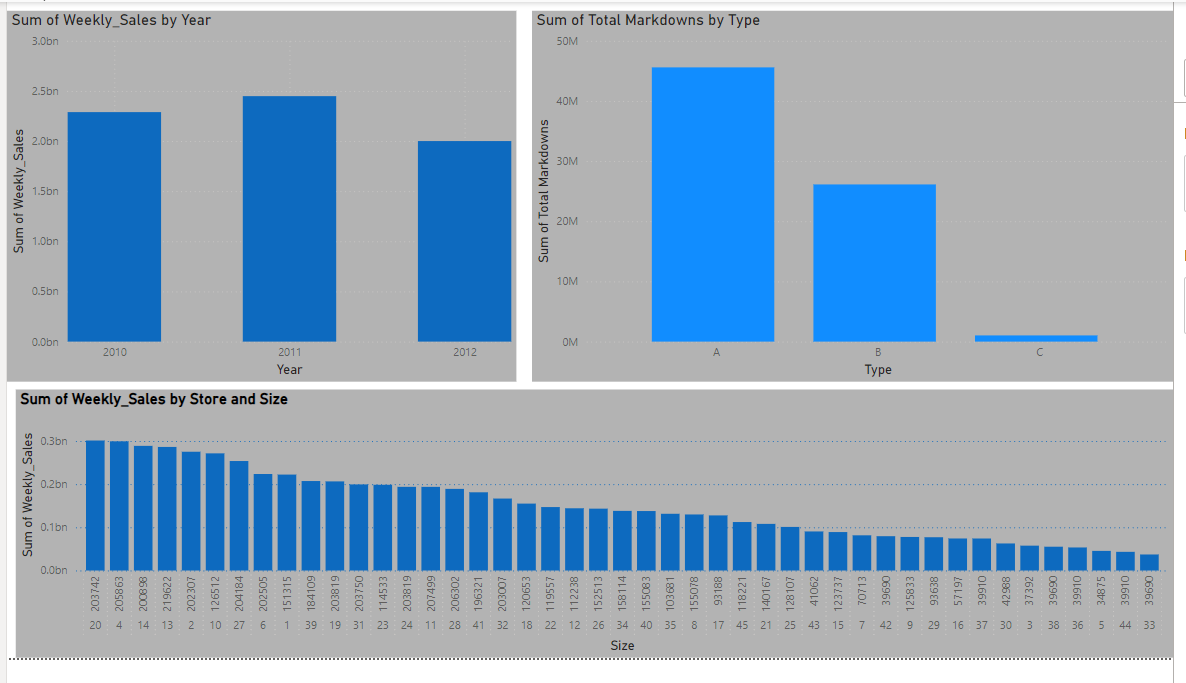 Sum of Weekly_Sales by Year
3.0bn
2.5bn
2.0bn
1.5bn
1.0bn
0.5bn
0.0bn
Sum of Weekly_Sales
2010 2011 2012
Year
Sum of Total Markdowns by Type
50M
40M
30M
20M
10M
0M
Sum of Total Markdowns
A B C
Type
Sum of Weekly_Sales by Store and Size
0.3bn
0.2bn
0.1bn
0.0bn
Sum of Weekly_Sales
203742 205863 200898 219622 202307 126512 204184 202505 151315 184109 203819 203750 114533 203819 207499 206302 196321 203007 120653 119557 112238 152513 158114 155083 103681 155078 93188 118221 140167 128107 41062 123737 70713 39690 125833 93638 57197 39910 42988 37392 39690 39910 34875 39910 39690
20 4 14 13 2 10 27 6 1 39 19 31 23 24 11 28 41 32 18 22 12 26 34 40 35 8 17 45 21 25 43 15 7 42 9 29 16 37 30 3 38 36 5 44 33
Size